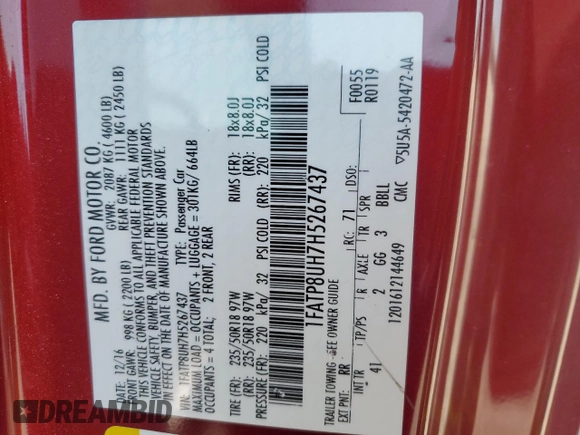 MFD. BY FORD MOTOR CO.
DATE: 12/16 GVWR: 2087 KG ( 4600 LB)
FRONT GAWR: 998 KG ( 2200 LB) REAR GAWR: 1111 KG ( 2450 LB)
THIS VEHICLE CONFORMS TO ALL APPLICABLE FEDERAL MOTOR
VEHICLE SAFETY, BUMPER, AND THEFT PREVENTION STANDARDS
IN EFFECT ON THE DATE OF MANUFACTURE SHOWN ABOVE.
VIN: 1FATP8UH7H5267437 TYPE: Passenger Car
MAXIMUM LOAD = OCCUPANTS + LUGGAGE = 301KG/ 664LB
OCCUPANTS = 4 TOTAL; 2 FRONT, 2 REAR
TIRE (FR): 235/50R18 97W RIMS (FR): 18x8.0J
(RR): 235/50R18 97W (RR): 18x8.0J
PRESSURE (FR): 220 kPa/ 32 PSI COLD (RR): 220 kPa/ 32 PSI COLD
1FATP8UH7H5267437
F0055
R0119
TRAILER TOWING - SEE OWNER GUIDE
EXT PNT: RR RC: 71 DSO:
INT TR TP/PS R AXLE TR SPR
41 2 GG 3 BBLL
1201612144649 CMC
5U5A-5420472-AA
DREAMBID